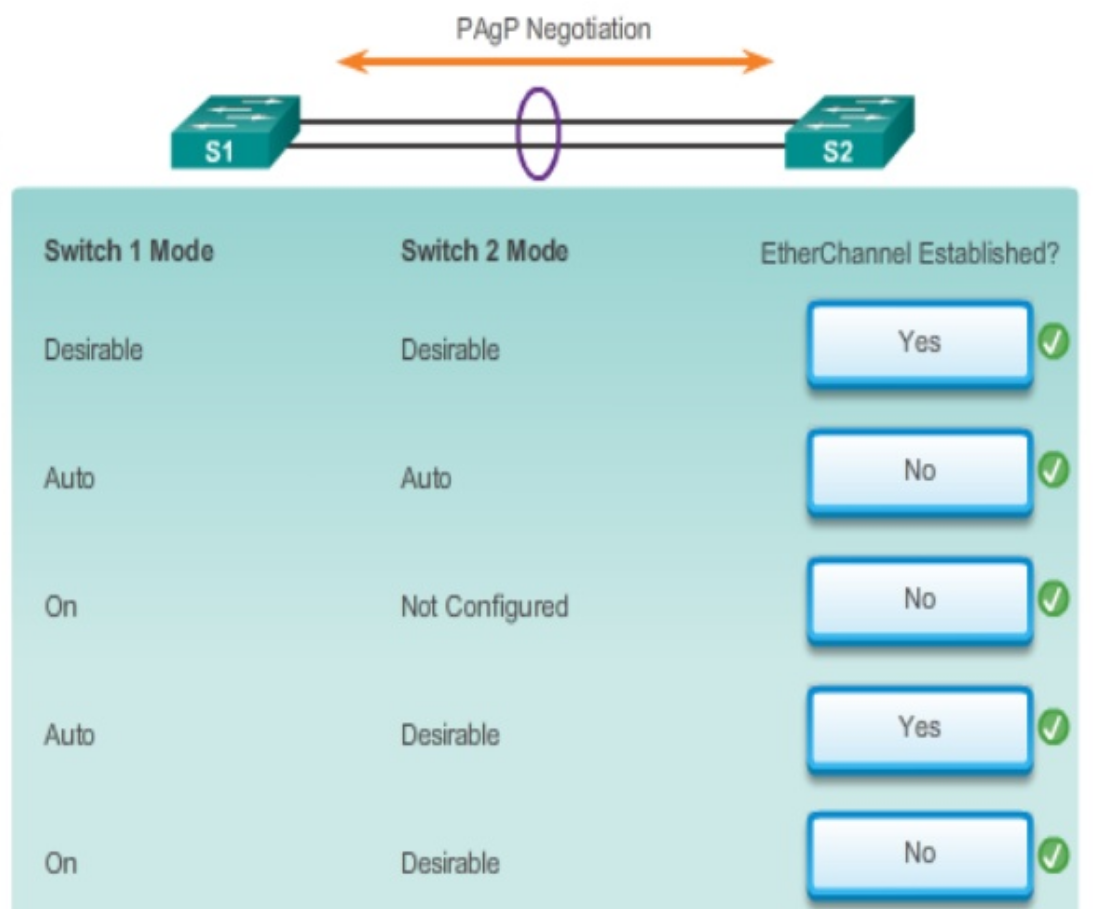 PAgP Negotiation
S1 S2
Switch 1 Mode Switch 2 Mode EtherChannel Established?
Desirable Desirable Yes
Auto Auto No
On Not Configured No
Auto Desirable Yes
On Desirable No